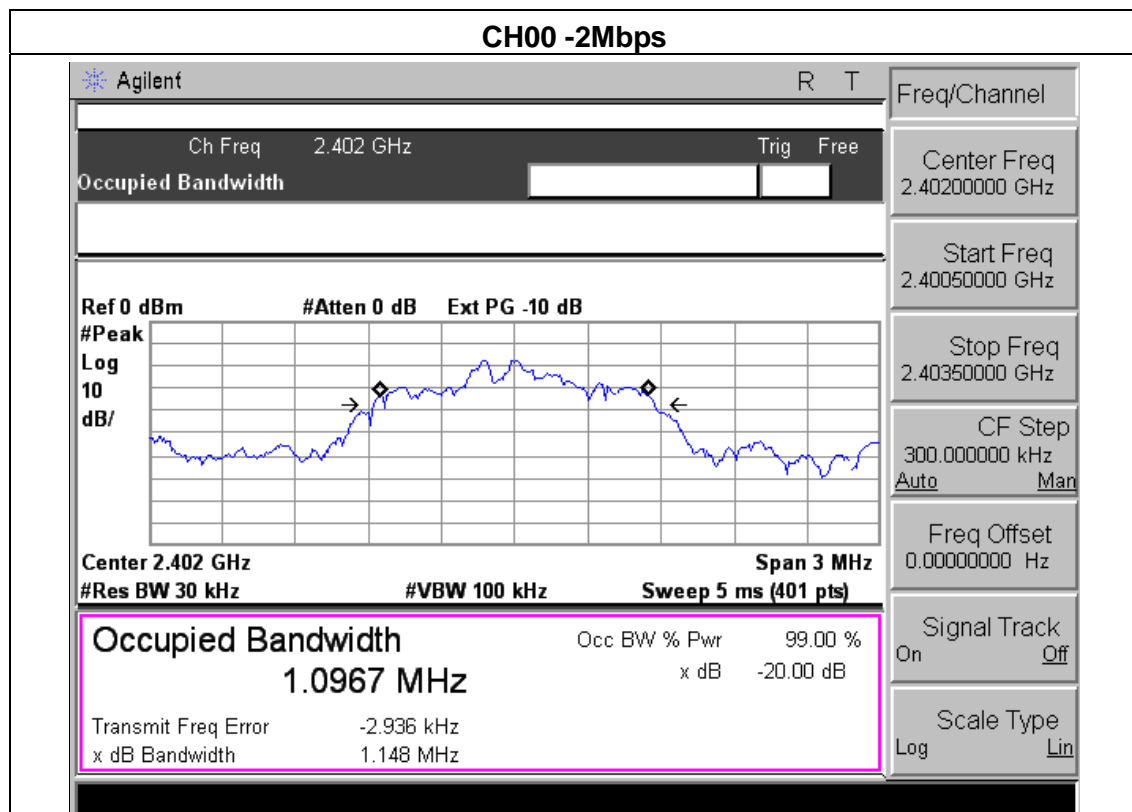 CH00 -2Mbps
Agilent R T
Ch Freq 2.402 GHz Trig Free
Occupied Bandwidth
Ref 0 dBm #Atten 0 dB Ext PG -10 dB
#Peak
Log
10
dB/
Center 2.402 GHz Span 3 MHz
#Res BW 30 kHz #VBW 100 kHz Sweep 5 ms (401 pts)
Occupied Bandwidth
1.0967 MHz
Occ BW % Pwr 99.00 %
x dB -20.00 dB
Transmit Freq Error -2.936 kHz
x dB Bandwidth 1.148 MHz
Freq/Channel
Center Freq
2.40200000 GHz
Start Freq
2.40050000 GHz
Stop Freq
2.40350000 GHz
CF Step
300.000000 kHz
Auto Man
Freq Offset
0.00000000 Hz
Signal Track
On Off
Scale Type
Log Lin